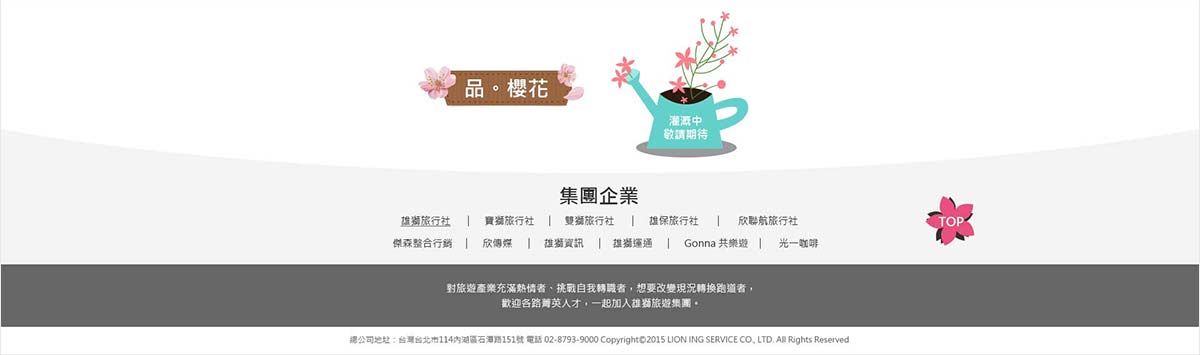 品。櫻花
灌溉中
敬請期待
集團企業
雄獅旅行社 | 寶獅旅行社 | 雙獅旅行社 | 雄保旅行社 | 欣聯航旅行社
TOP
傑森整合行銷 | 欣傳媒 | 雄獅資訊 | 雄獅運通 | Gonna 共樂遊 | 光一咖啡
對旅遊產業充滿熱情者、挑戰自我轉職者，想要改變現況轉換跑道者，
歡迎各路菁英人才，一起加入雄獅旅遊集團。
總公司地址：台灣台北市114內湖區石潭路151號 電話 02-8793-9000 Copyright©2015 LION ING SERVICE CO., LTD. All Rights Reserved